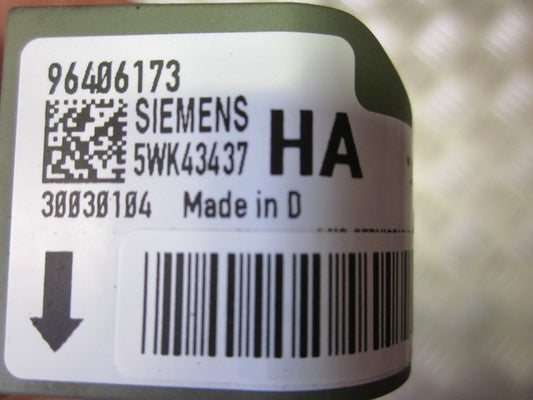 96406173
SIEMENS
5WK43437
HA
30030104 Made in D